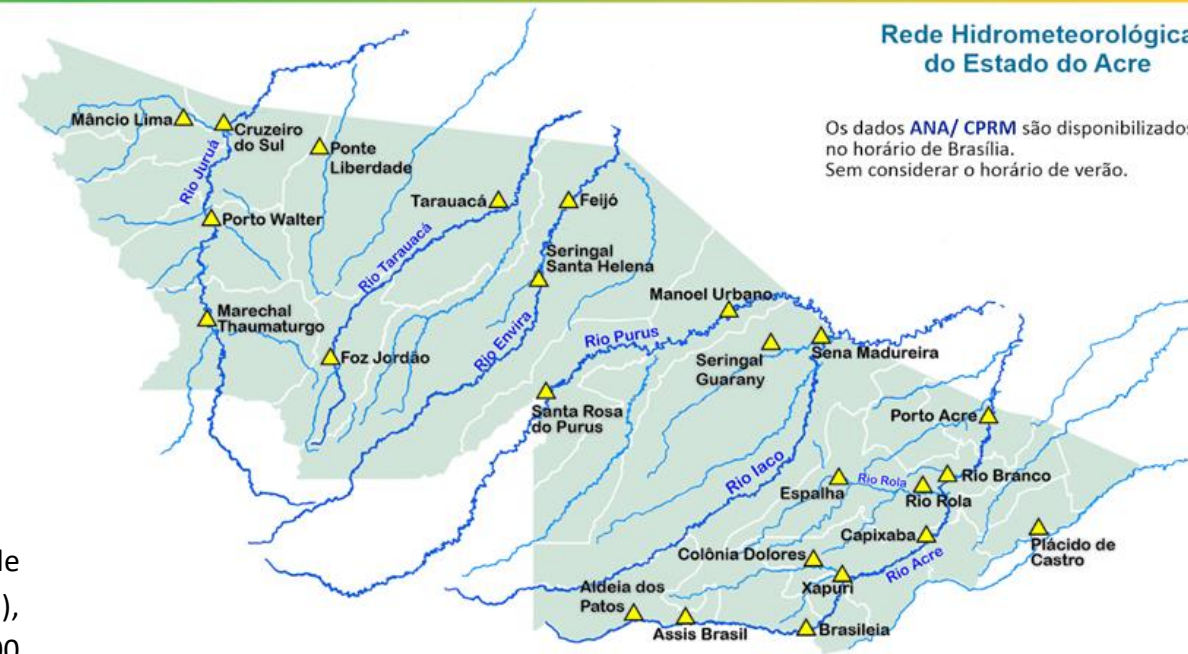 Rede Hidrometeorológica
do Estado do Acre
Os dados ANA/ CPRM são disponibilizados
no horário de Brasília.
Sem considerar o horário de verão.
Mâncio Lima
Cruzeiro
do Sul
Ponte
Liberdade
Rio Juruá
Tarauacá
Feijó
Porto Walter
Rio Tarauacá
Seringal
Santa Helena
Manoel Urbano
Marechal
Thaumaturgo
Rio Envira
Rio Purus
Foz Jordão
Seringal
Guarany
Sena Madureira
Santa Rosa
do Purus
Porto Acre
Rio Iaco
Espalha
Rio Rola
Rio Rola
Rio Branco
Capixaba
Plácido de
Castro
Colônia Dolores
Rio Acre
Xapuri
Aldeia dos
Patos
Assis Brasil
Brasileia
de
),
00